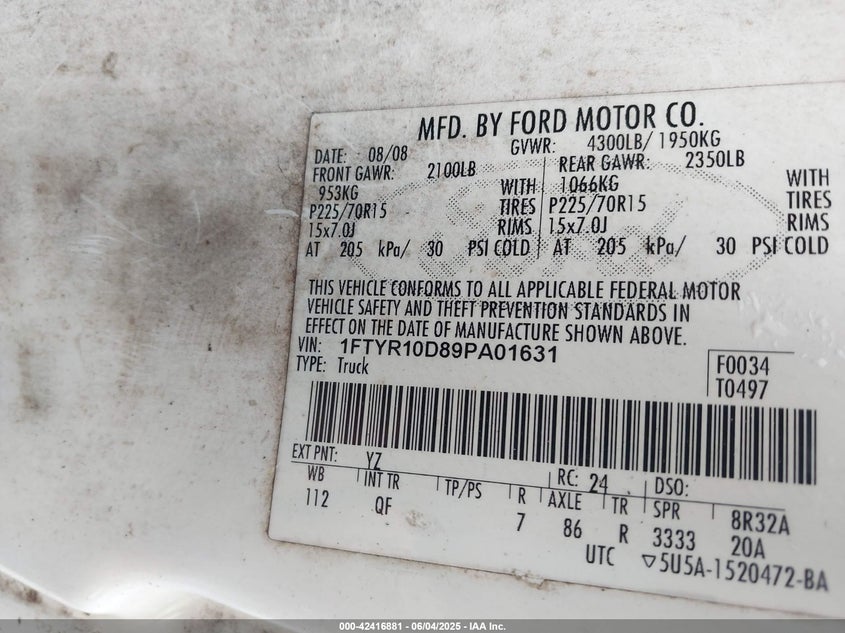 MFD. BY FORD MOTOR CO.
DATE: 08/08 GVWR: 4300LB/ 1950KG
FRONT GAWR: 2100LB REAR GAWR: 2350LB
953KG WITH 1066KG WITH
P225/70R15 TIRES P225/70R15 TIRES
15x7.0J RIMS 15x7.0J RIMS
AT 205 kPa/ 30 PSI COLD AT 205 kPa/ 30 PSI COLD
THIS VEHICLE CONFORMS TO ALL APPLICABLE FEDERAL MOTOR
VEHICLE SAFETY AND THEFT PREVENTION STANDARDS IN
EFFECT ON THE DATE OF MANUFACTURE SHOWN ABOVE.
VIN: 1FTYR10D89PA01631
TYPE: Truck
F0034
T0497
EXT PNT: YZ RC: 24 DSO:
WB INT TR TP/PS R AXLE TR SPR 8R32A
112 QF 7 86 R 3333 20A
UTC ▽5U5A-1520472-BA
000-42416881 - 06/04/2025 - IAA Inc.